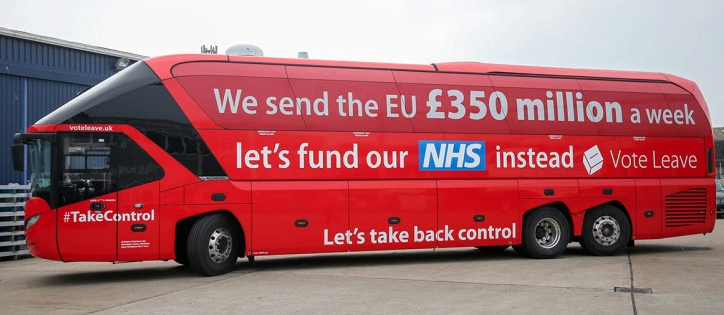 We send the EU £350 million a week
voteleave.uk
let's fund our NHS instead Vote Leave
#TakeControl
Let's take back control